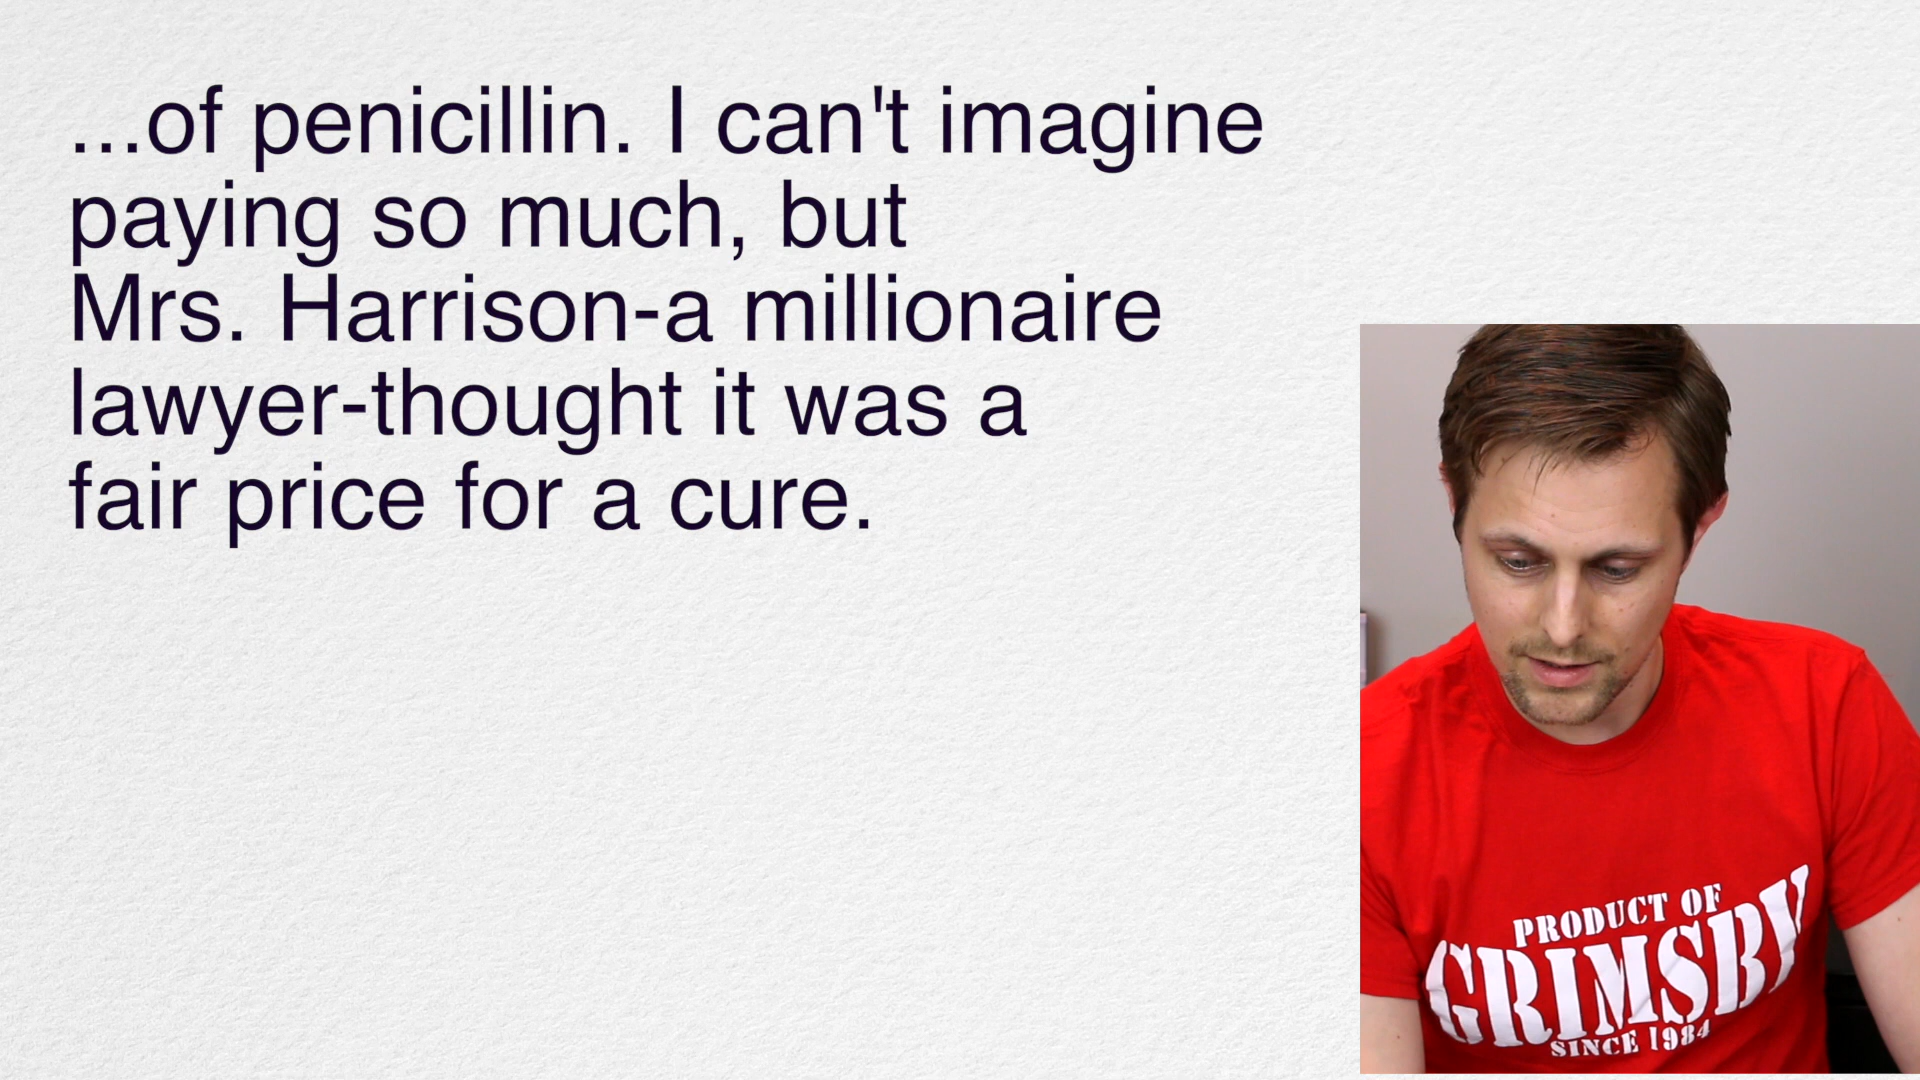 ...of penicillin. I can't imagine
paying so much, but
Mrs. Harrison-a millionaire
lawyer-thought it was a
fair price for a cure.
PRODUCT OF
GRIMSBY
SINCE 1984